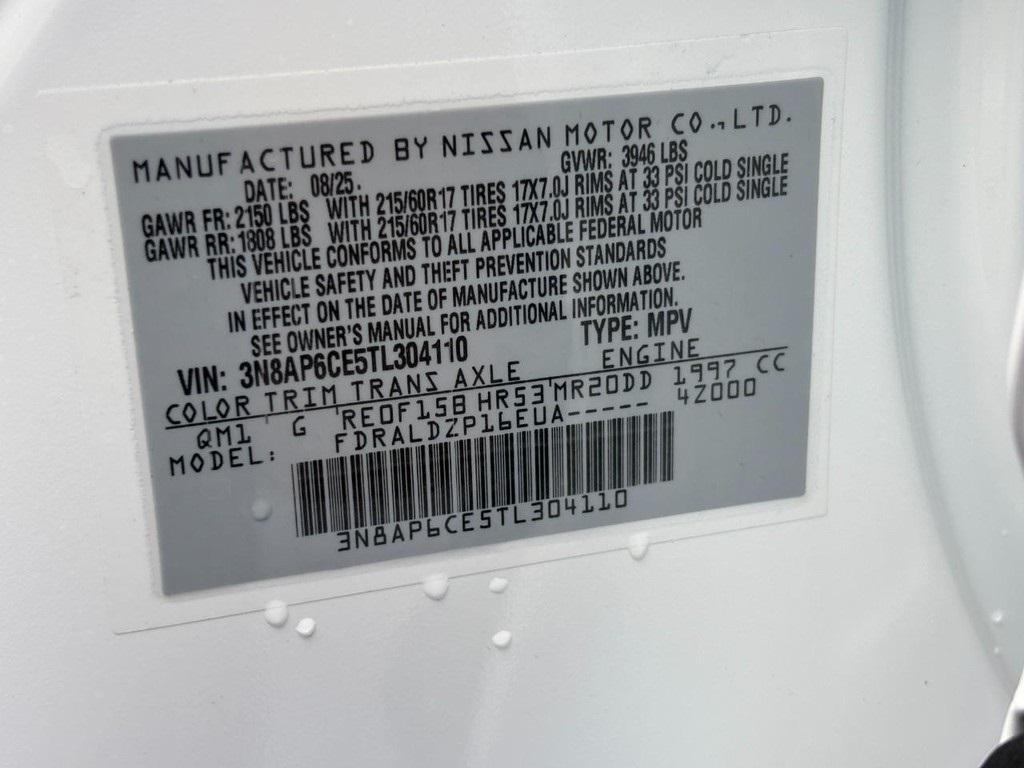 MANUFACTURED BY NISSAN MOTOR CO.,LTD.
DATE: 08/25. GVWR: 3946 LBS
GAWR FR: 2150 LBS WITH 215/60R17 TIRES 17X7.0J RIMS AT 33 PSI COLD SINGLE
GAWR RR: 1808 LBS WITH 215/60R17 TIRES 17X7.0J RIMS AT 33 PSI COLD SINGLE
THIS VEHICLE CONFORMS TO ALL APPLICABLE FEDERAL MOTOR
VEHICLE SAFETY AND THEFT PREVENTION STANDARDS
IN EFFECT ON THE DATE OF MANUFACTURE SHOWN ABOVE.
SEE OWNER'S MANUAL FOR ADDITIONAL INFORMATION.
VIN: 3N8AP6CE5TL304110 TYPE: MPV
COLOR TRIM TRANS AXLE ENGINE
QM1 G RE0F15B HR53 MR20DD 1997 CC
MODEL: FDRALDZP16EUA----- 4Z000
3N8AP6CE5TL304110